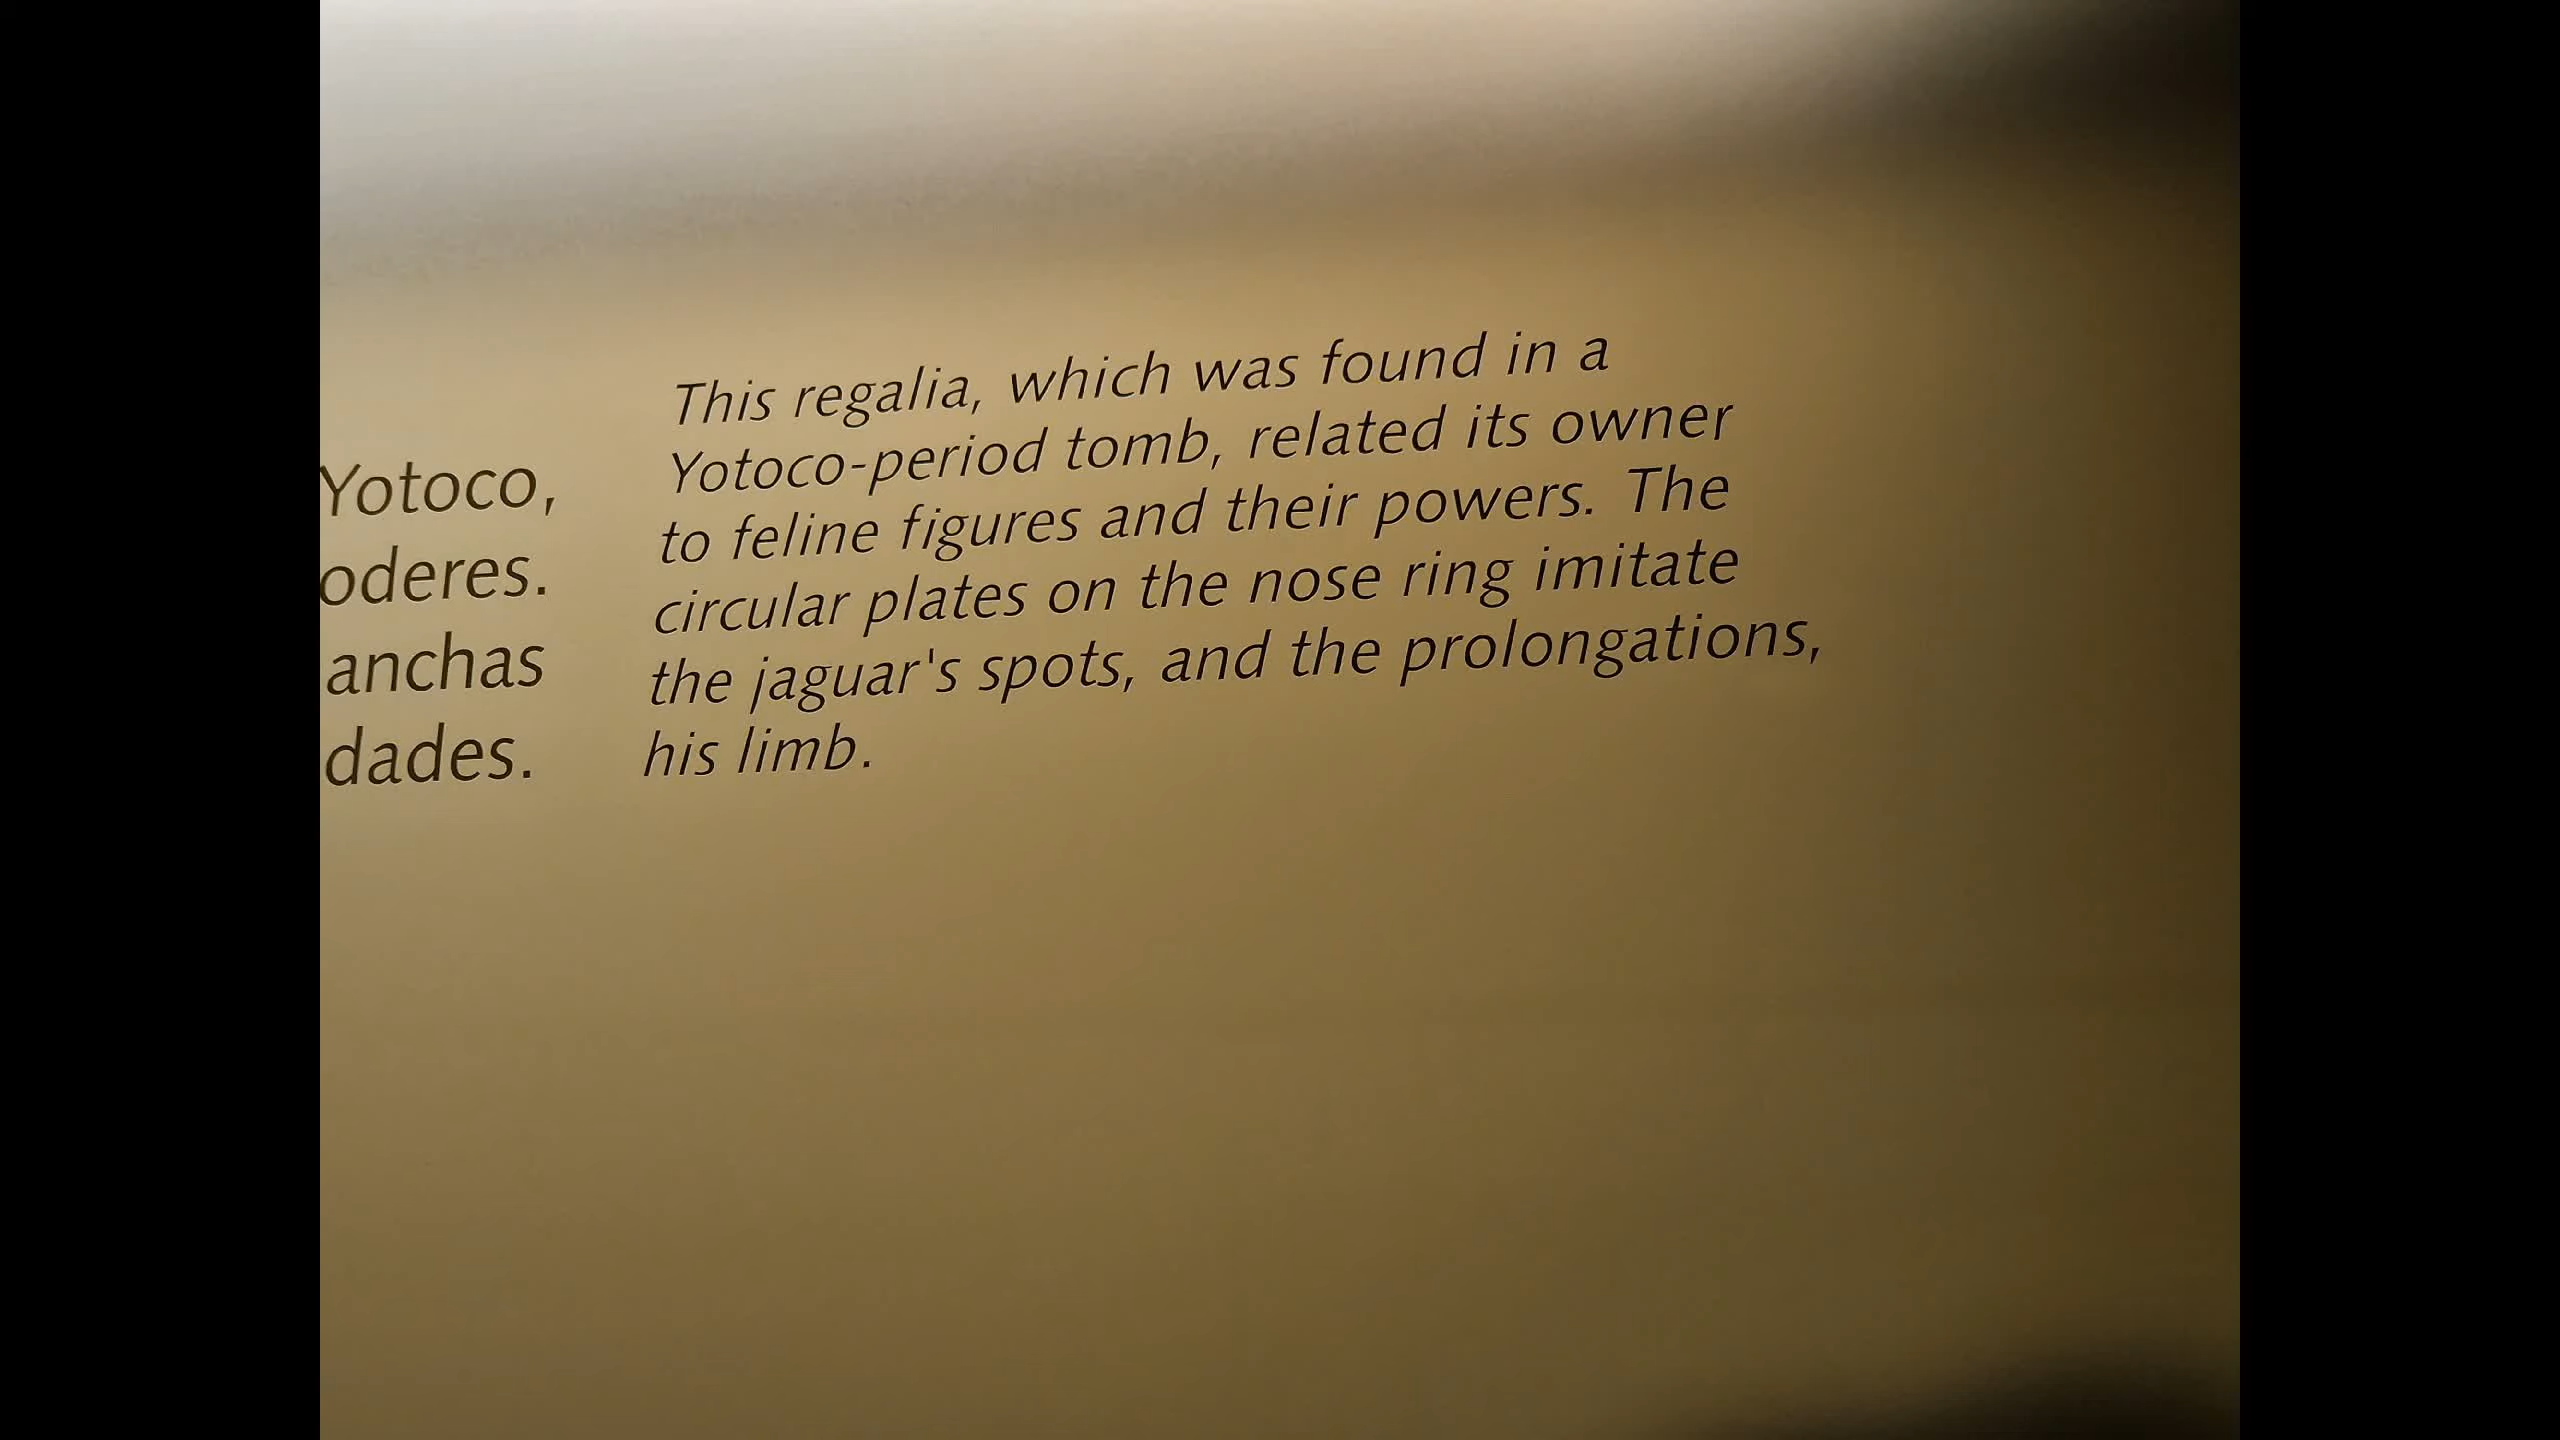 Yotoco,
oderes.
anchas
dades.
This regalia, which was found in a
Yotoco-period tomb, related its owner
to feline figures and their powers. The
circular plates on the nose ring imitate
the jaguar's spots, and the prolongations,
his limb.